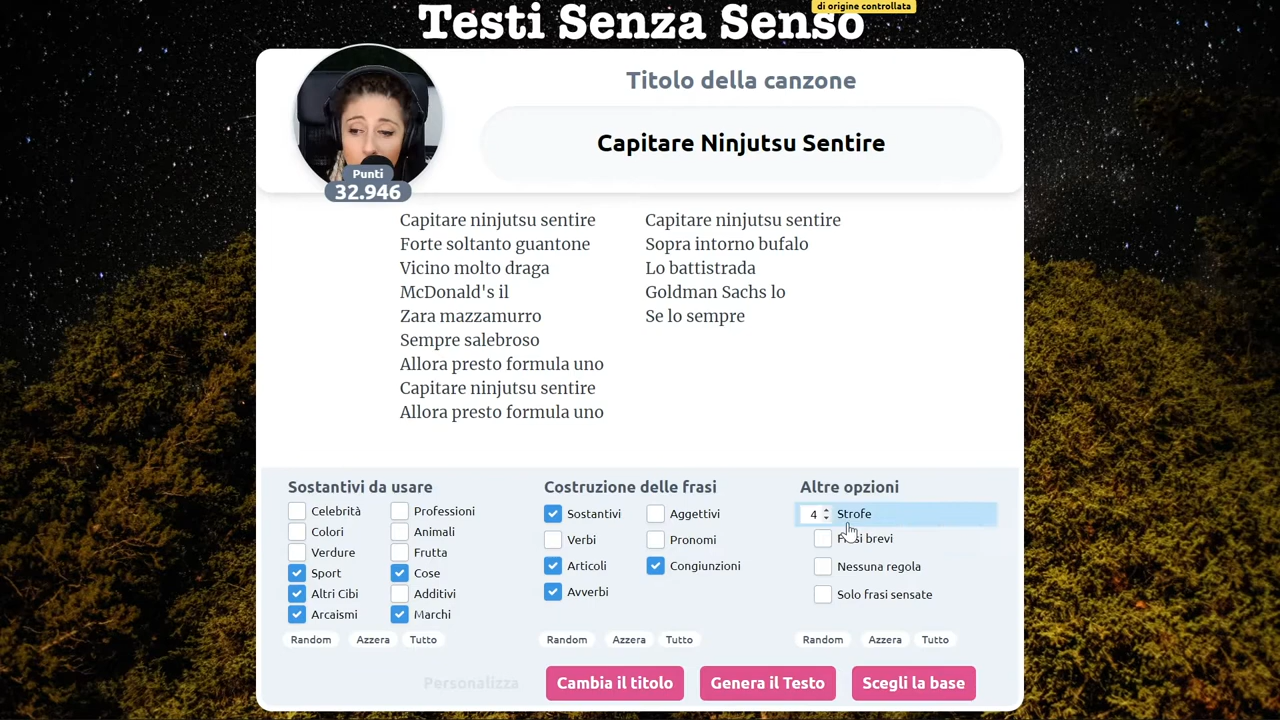 di origine controllata
Testi Senza Senso
Titolo della canzone
Capitare Ninjutsu Sentire
Punti
32.946
Capitare ninjutsu sentire
Forte soltanto guantone
Vicino molto draga
McDonald's il
Zara mazzamurro
Sempre salebroso
Allora presto formula uno
Capitare ninjutsu sentire
Allora presto formula uno
Capitare ninjutsu sentire
Sopra intorno bufalo
Lo battistrada
Goldman Sachs lo
Se lo sempre
Sostantivi da usare
Celebrità Professioni
Colori Animali
Verdure Frutta
Sport Cose
Altri Cibi Additivi
Arcaismi Marchi
Random Azzera Tutto
Costruzione delle frasi
Sostantivi Aggettivi
Verbi Pronomi
Articoli Congiunzioni
Avverbi
Random Azzera Tutto
Altre opzioni
4 Strofe
Frasi brevi
Nessuna regola
Solo frasi sensate
Random Azzera Tutto
Personalizza
Cambia il titolo
Genera il Testo
Scegli la base